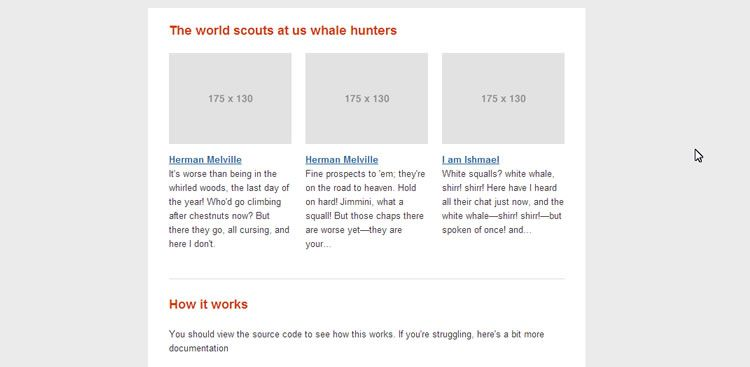 The world scouts at us whale hunters
175 x 130
175 x 130
175 x 130
Herman Melville
It's worse than being in the
whirled woods, the last day of
the year! Who'd go climbing
after chestnuts now? But
there they go, all cursing, and
here I don't.
Herman Melville
Fine prospects to 'em; they're
on the road to heaven. Hold
on hard! Jimmini, what a
squall! But those chaps there
are worse yet—they are
your…
I am Ishmael
White squalls? white whale,
shirr! shirr! Here have I heard
all their chat just now, and the
white whale—shirr! shirr!—but
spoken of once! and…
How it works
You should view the source code to see how this works. If you're struggling, here's a bit more
documentation